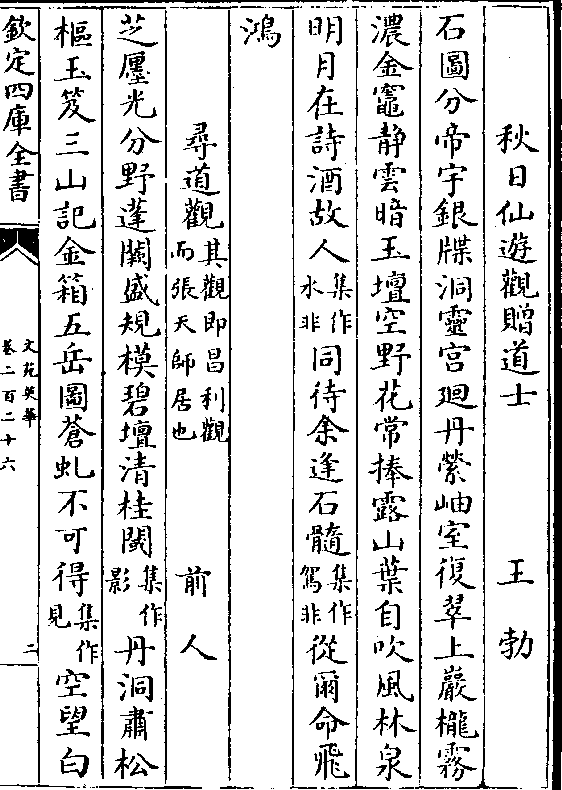 秋日仙遊觀贈道士　王勃
石圖分帝宇銀牒洞靈宮廻丹縈岫室復翠上巖櫳霧
濃金竈静雲暗玉壇空野花常捧露山葉自吹風林泉
明月在詩酒故人集作水非同待余逢石髓集作駕非從爾命飛
鴻
尋道觀其觀即昌利觀而張天師居也　前人
芝廛光分野蓬闕盛規模碧壇清桂閾集作影丹洞肅松
樞玉笈三山記金箱五岳圖蒼虬不可得集作見空望白
欽定四庫全書
文苑英華
卷二百二十六
二